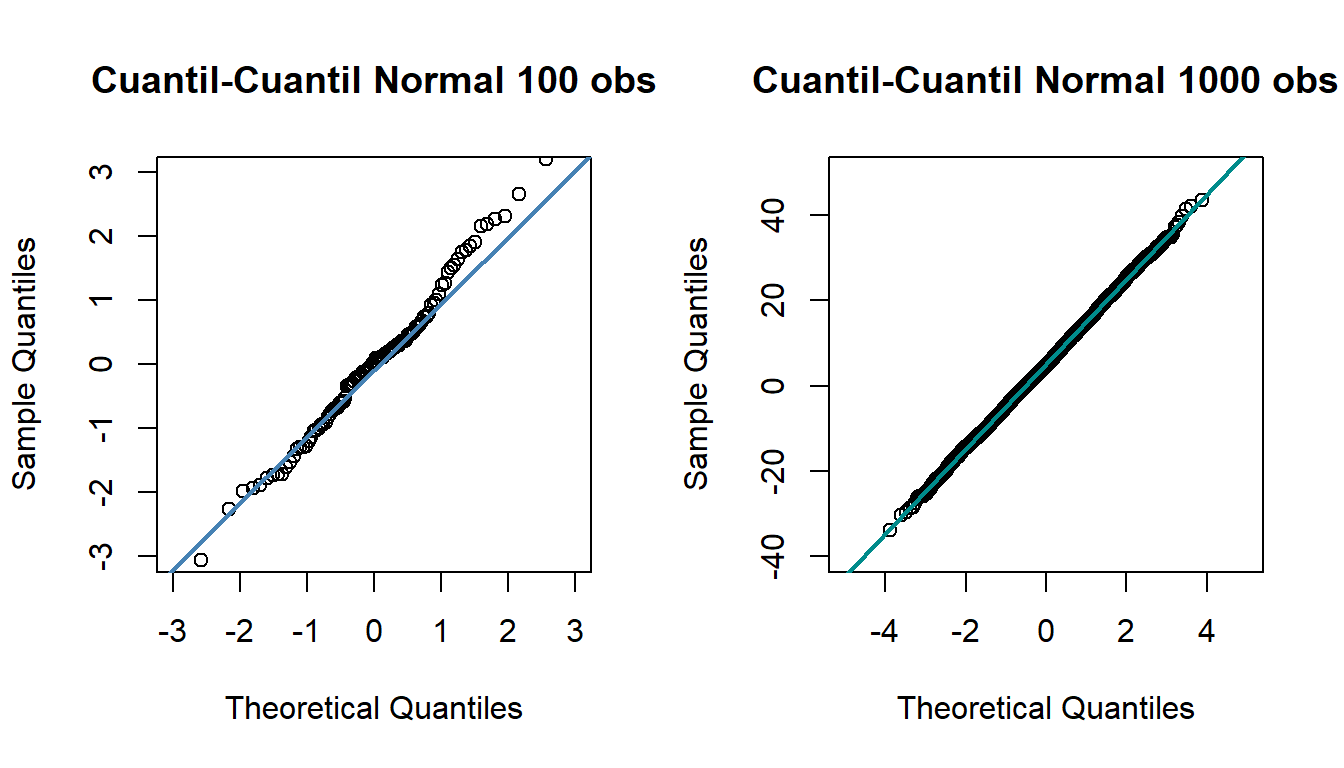 Cuantil-Cuantil Normal 100 obs
Sample Quantiles
3
2
1
0
-1
-2
-3
-3 -2 -1 0 1 2 3
Theoretical Quantiles
Cuantil-Cuantil Normal 1000 obs
Sample Quantiles
40
20
0
-20
-40
-4 -2 0 2 4
Theoretical Quantiles